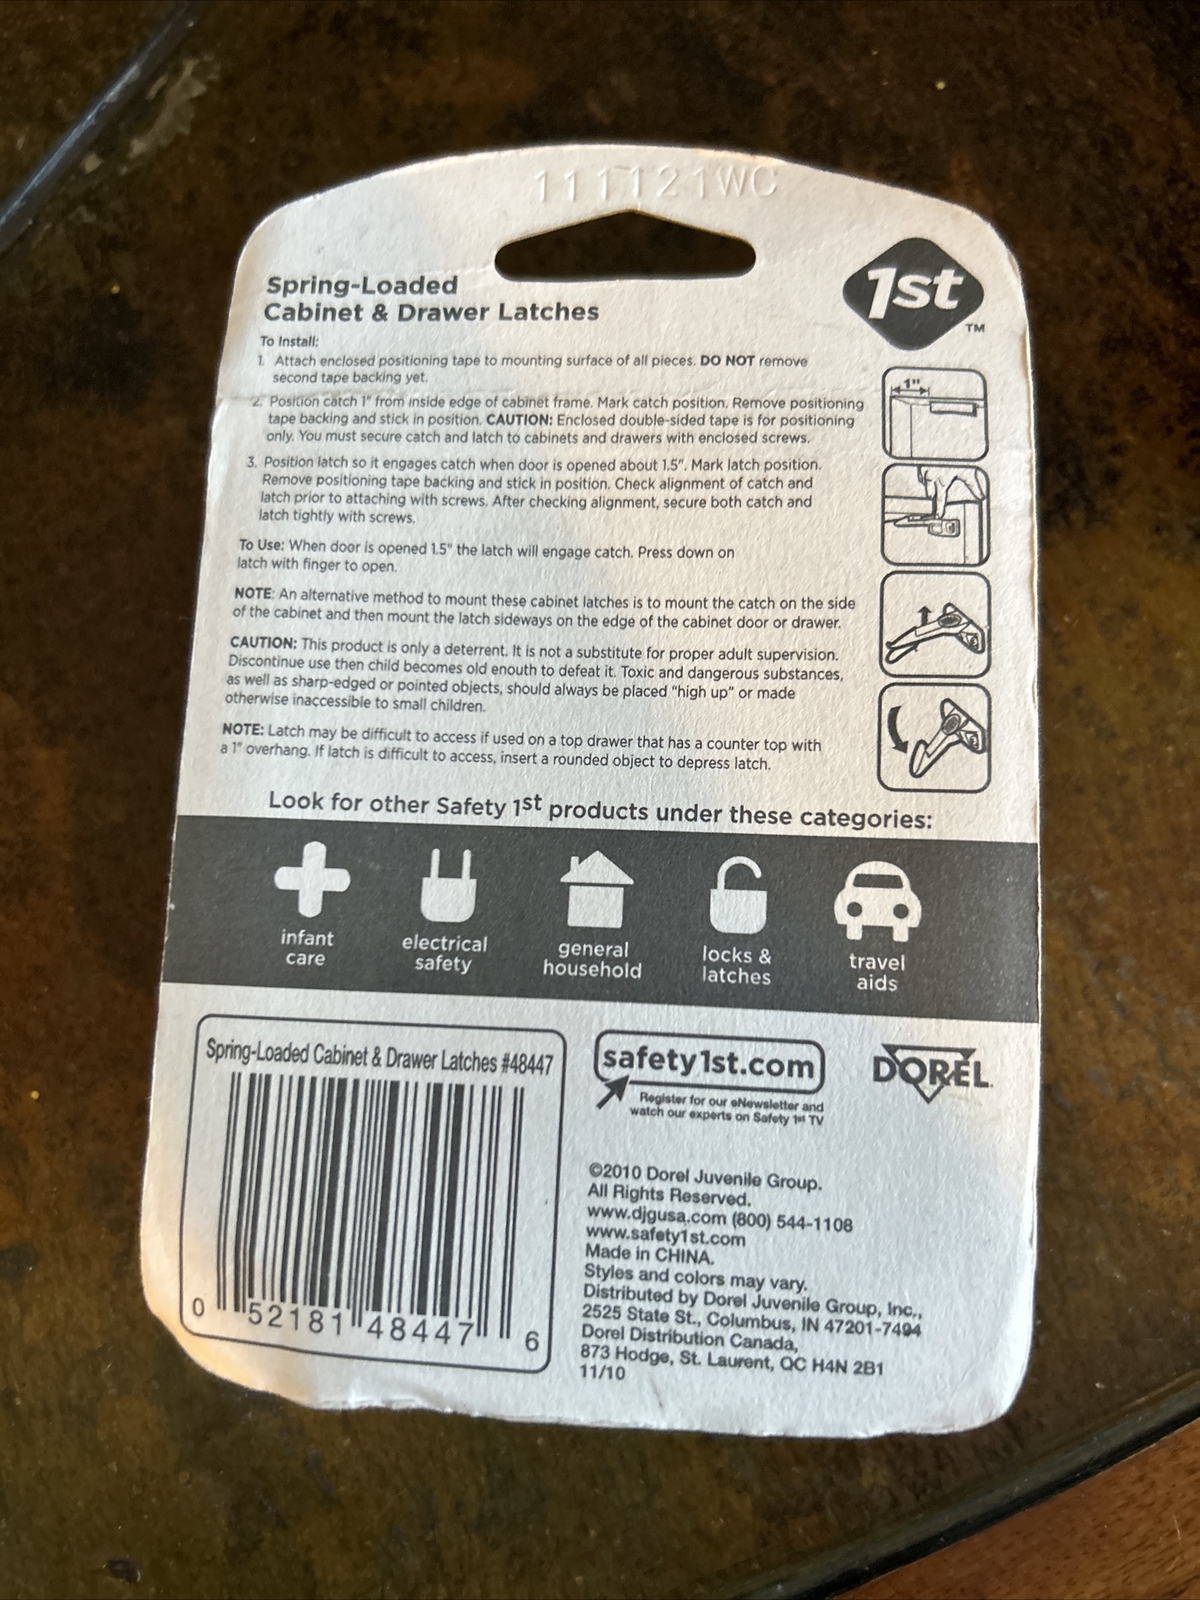 111121WC
1st
TM
Spring-Loaded
Cabinet & Drawer Latches
To Install:
1. Attach enclosed positioning tape to mounting surface of all pieces. DO NOT remove
second tape backing yet.
2. Position catch 1" from inside edge of cabinet frame. Mark catch position. Remove positioning
tape backing and stick in position. CAUTION: Enclosed double-sided tape is for positioning
only. You must secure catch and latch to cabinets and drawers with enclosed screws.
3. Position latch so it engages catch when door is opened about 1.5". Mark latch position.
Remove positioning tape backing and stick in position. Check alignment of catch and
latch prior to attaching with screws. After checking alignment, secure both catch and
latch tightly with screws.
To Use: When door is opened 1.5" the latch will engage catch. Press down on
latch with finger to open.
NOTE: An alternative method to mount these cabinet latches is to mount the catch on the side
of the cabinet and then mount the latch sideways on the edge of the cabinet door or drawer.
CAUTION: This product is only a deterrent. It is not a substitute for proper adult supervision.
Discontinue use then child becomes old enouth to defeat it. Toxic and dangerous substances,
as well as sharp-edged or pointed objects, should always be placed "high up" or made
otherwise inaccessible to small children.
NOTE: Latch may be difficult to access if used on a top drawer that has a counter top with
a 1" overhang. If latch is difficult to access, insert a rounded object to depress latch.
1"
Look for other Safety 1st products under these categories:
infant
care
electrical
safety
general
household
locks &
latches
travel
aids
Spring-Loaded Cabinet & Drawer Latches #48447
0 52181 48447 6
safety1st.com
Register for our eNewsletter and
watch our experts on Safety 1st TV
DOREL
©2010 Dorel Juvenile Group.
All Rights Reserved.
www.djgusa.com (800) 544-1108
www.safety1st.com
Made in CHINA.
Styles and colors may vary.
Distributed by Dorel Juvenile Group, Inc.,
2525 State St., Columbus, IN 47201-7494
Dorel Distribution Canada,
873 Hodge, St. Laurent, QC H4N 2B1
11/10